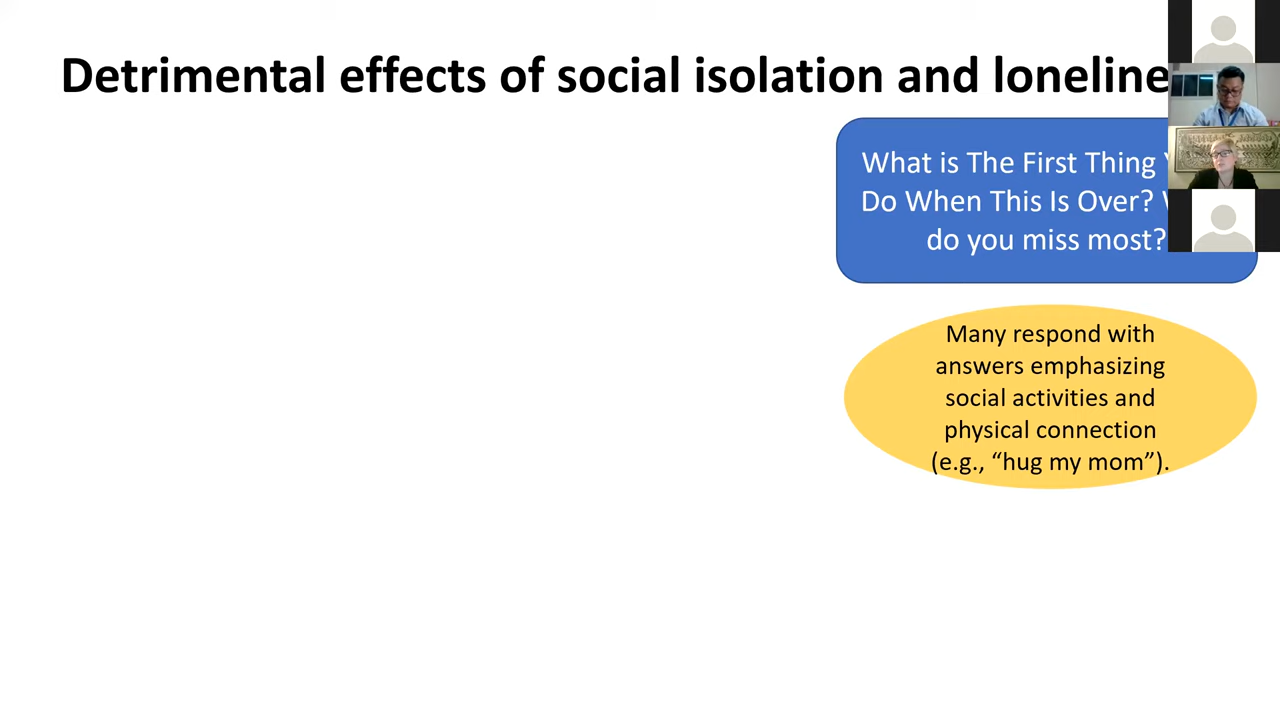 Detrimental effects of social isolation and loneline
What is The First Thing
Do When This Is Over?
do you miss most?
Many respond with
answers emphasizing
social activities and
physical connection
(e.g., “hug my mom”).